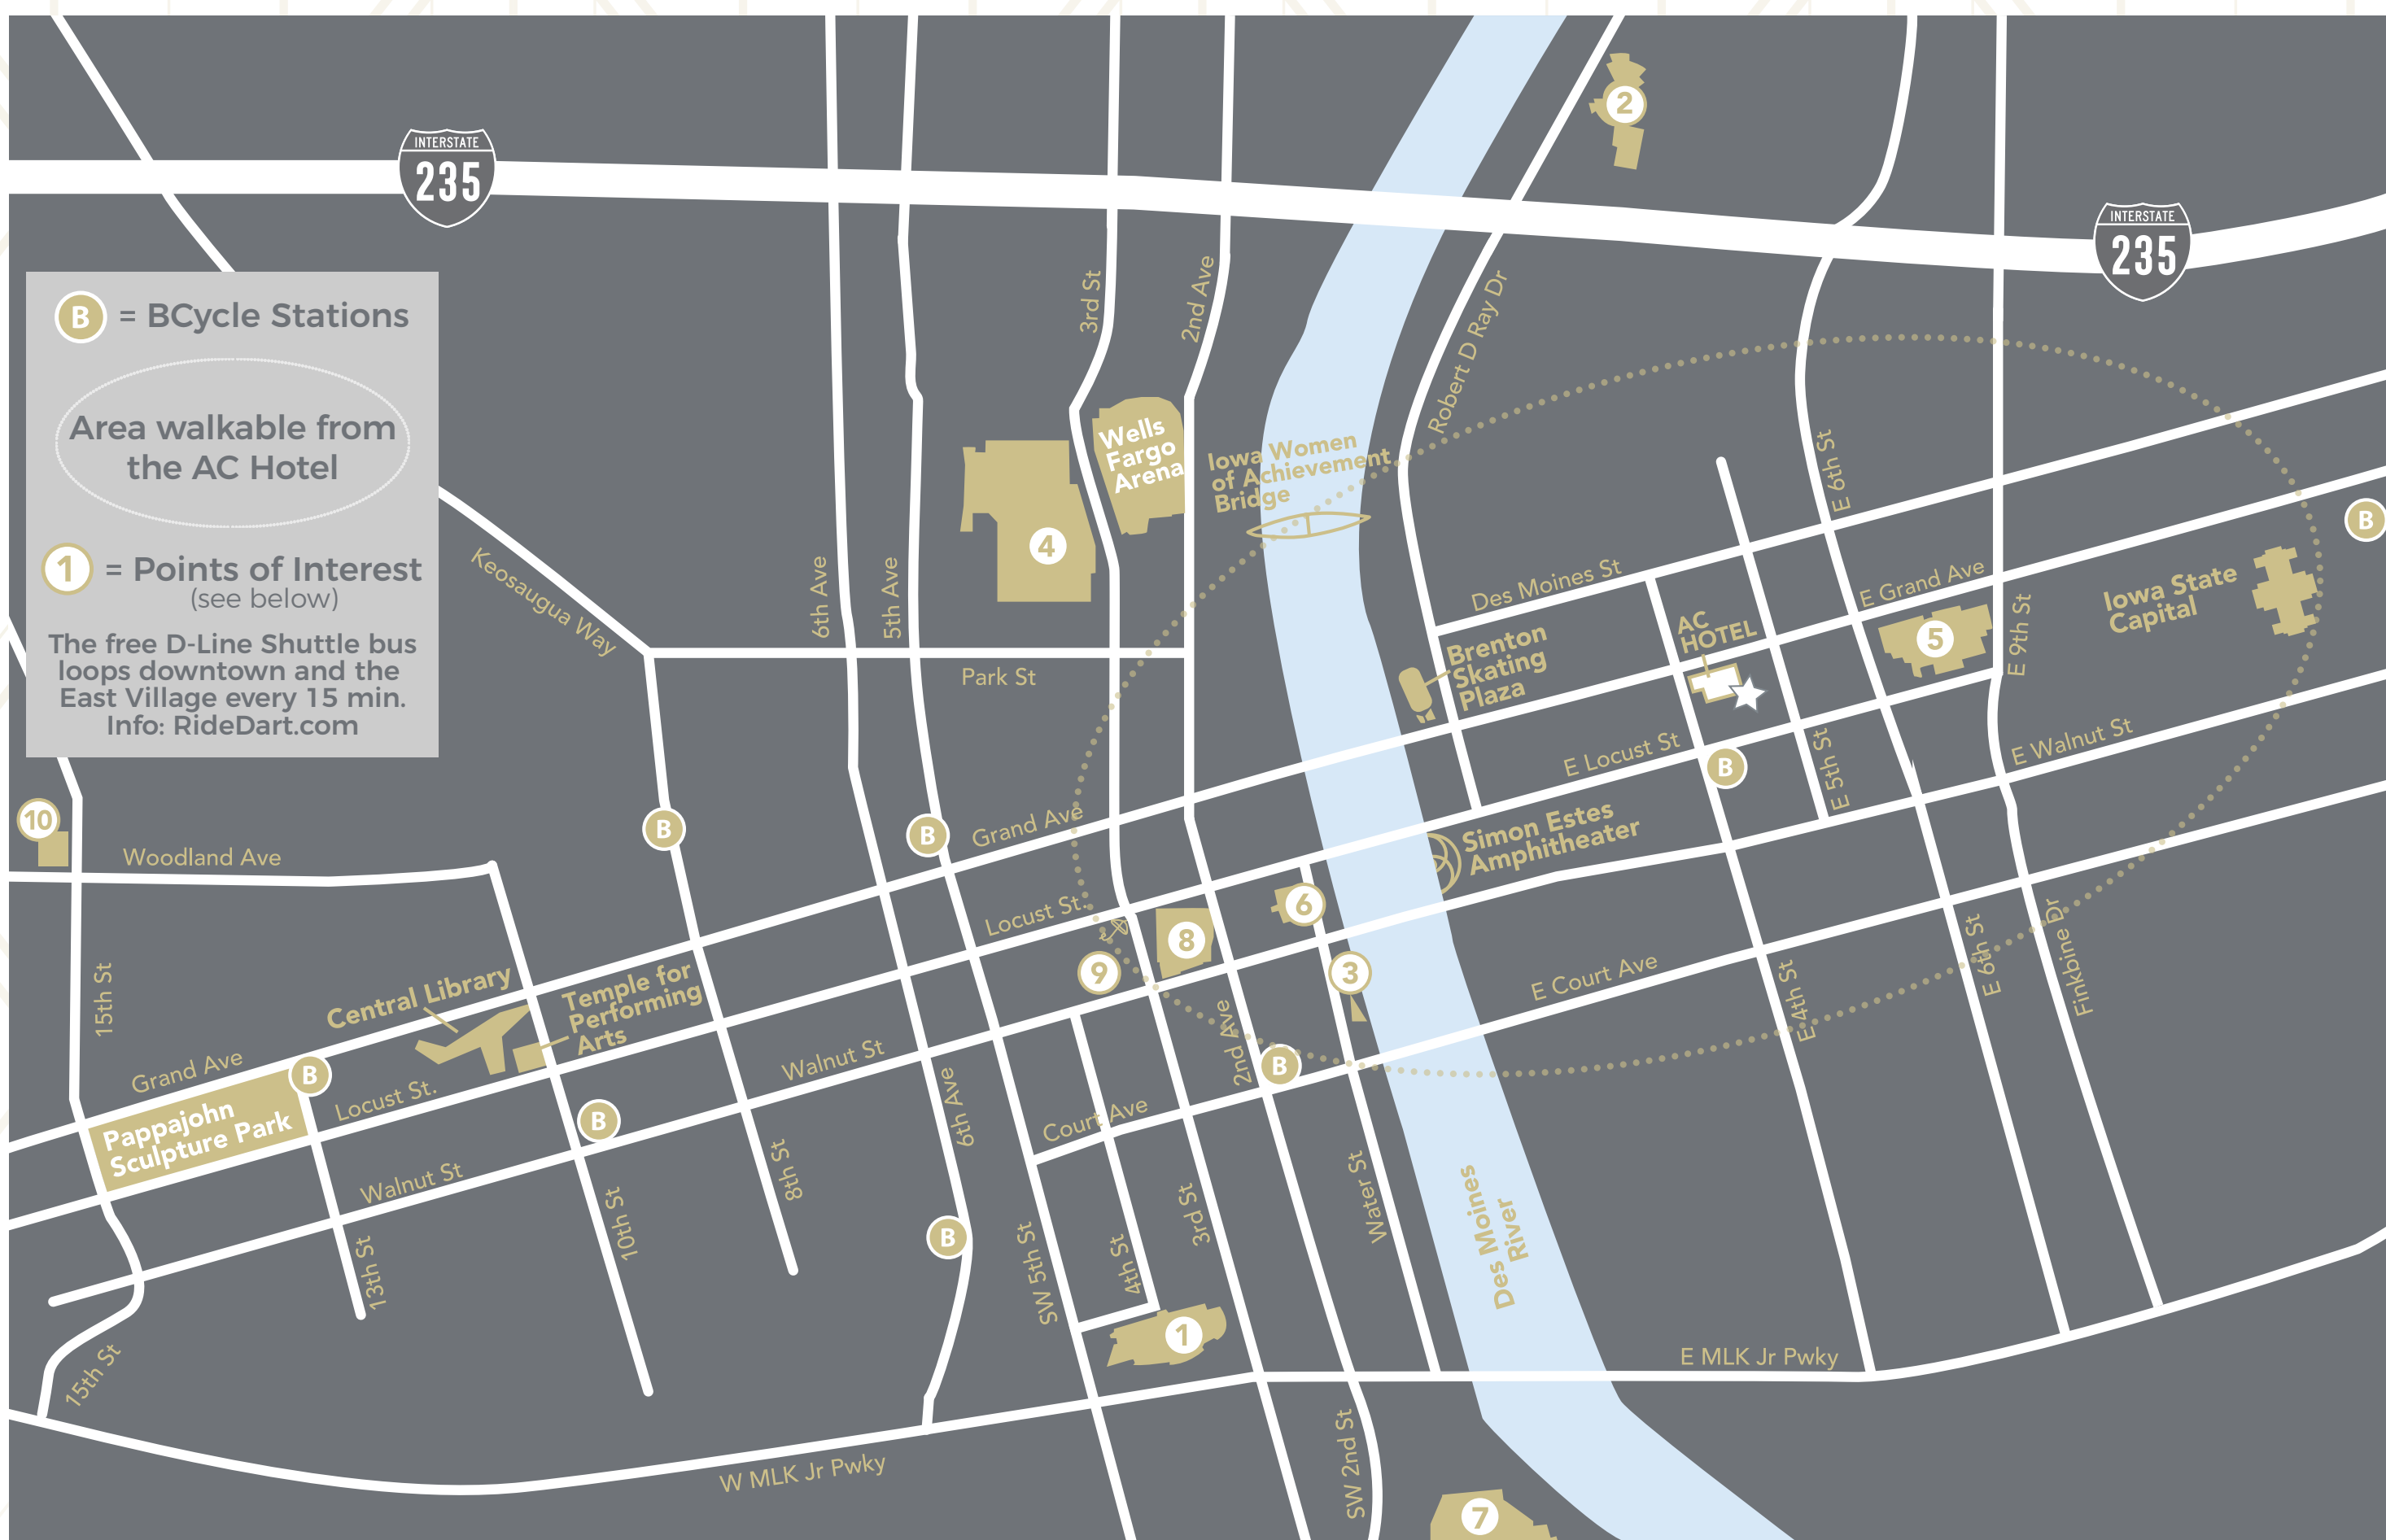 INTERSTATE
235
INTERSTATE
235
2
B = BCycle Stations
Area walkable from
the AC Hotel
1 = Points of Interest
(see below)
The free D-Line Shuttle bus
loops downtown and the
East Village every 15 min.
Info: RideDart.com
3rd St
2nd Ave
Robert D Ray Dr
Wells
Fargo
Arena
Iowa Women
of Achievement
Bridge
4
E 6th St
B
Keosaugua Way
6th Ave
5th Ave
Park St
Des Moines St
E Grand Ave
Iowa State
Capital
5
E 9th St
AC
HOTEL
Brenton
Skating
Plaza
E Locust St
B
E 5th St
E Walnut St
10
Woodland Ave
B
B
Grand Ave
Simon Estes
Amphitheater
Locust St.
6
8
9
3
15th St
Central Library
Temple for
Performing
Arts
E Court Ave
E 4th St
E 6th St
Finkbine Dr
Grand Ave
B
Locust St.
Pappajohn
Sculpture Park
B
Walnut St
Walnut St
6th Ave
2nd Ave
B
Court Ave
8th St
10th St
13th St
B
SW 5th St
4th St
3rd St
Water St
Des Moines
River
1
15th St
E MLK Jr Pwky
W MLK Jr Pwky
SW 2nd St
7